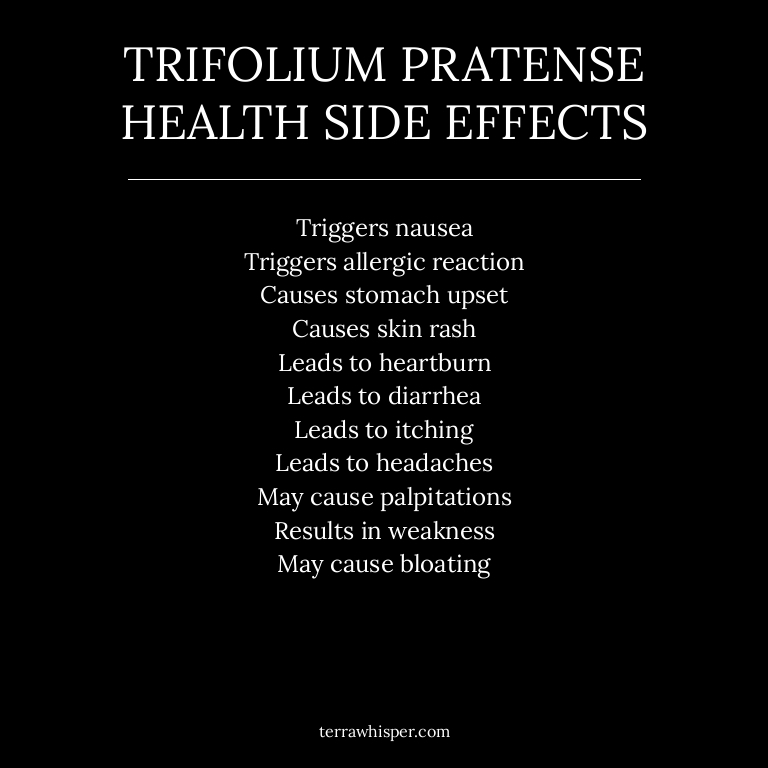 TRIFOLIUM PRATENSE
HEALTH SIDE EFFECTS
Triggers nausea
Triggers allergic reaction
Causes stomach upset
Causes skin rash
Leads to heartburn
Leads to diarrhea
Leads to itching
Leads to headaches
May cause palpitations
Results in weakness
May cause bloating
terrawhisper.com